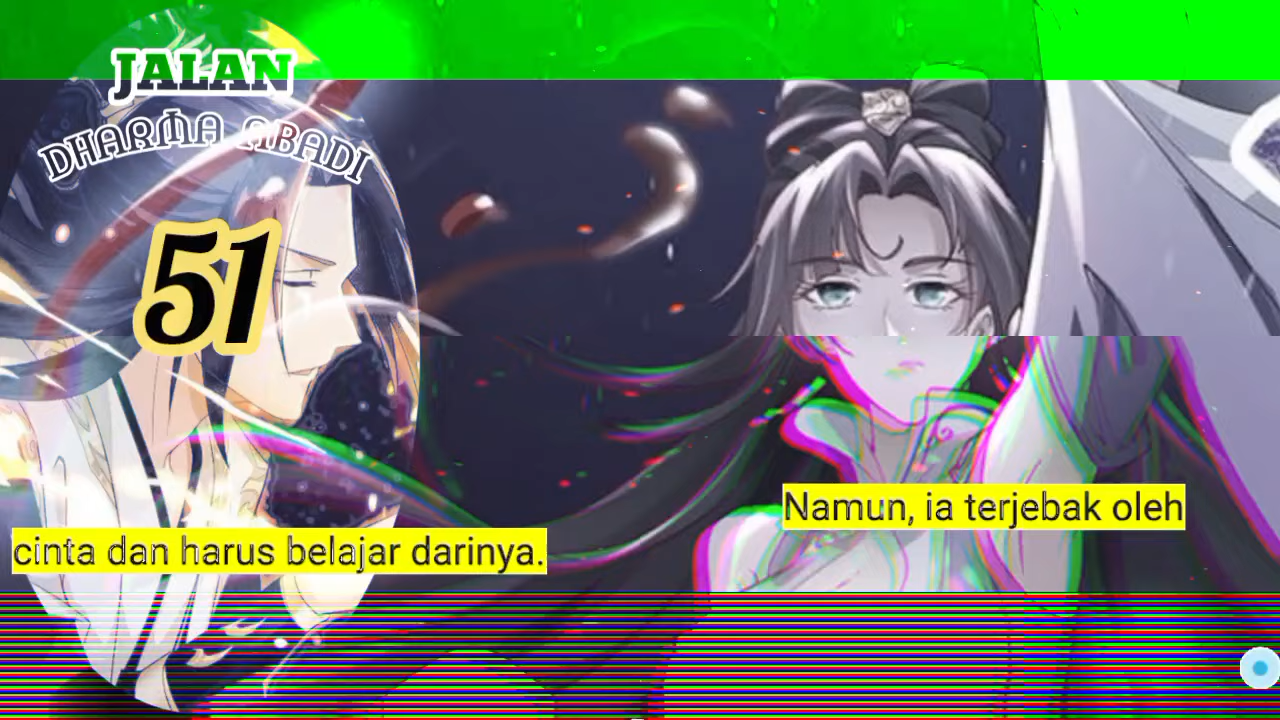 JALAN
DHARMA ABADI
51
Namun, ia terjebak oleh
cinta dan harus belajar darinya.